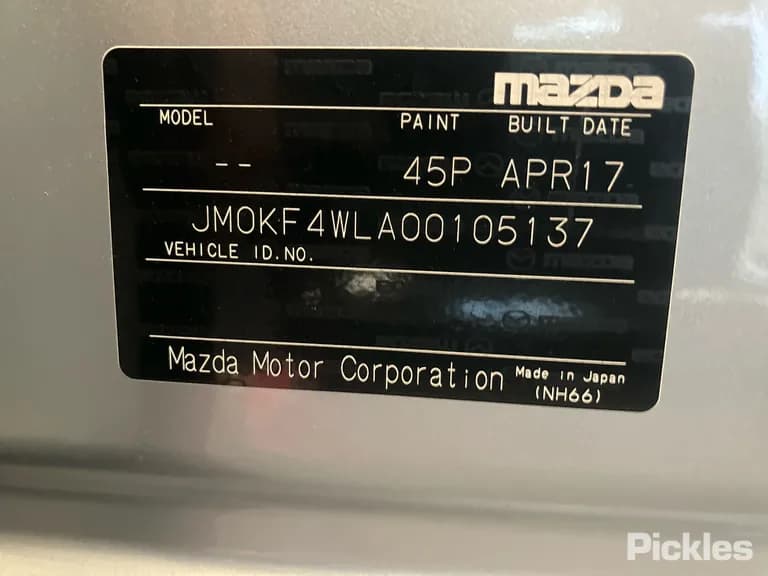 mazda
MODEL PAINT BUILT DATE
-- 45P APR17
JM0KF4WLA00105137
VEHICLE ID.NO.
Mazda Motor Corporation Made in Japan
(NH66)
Pickles